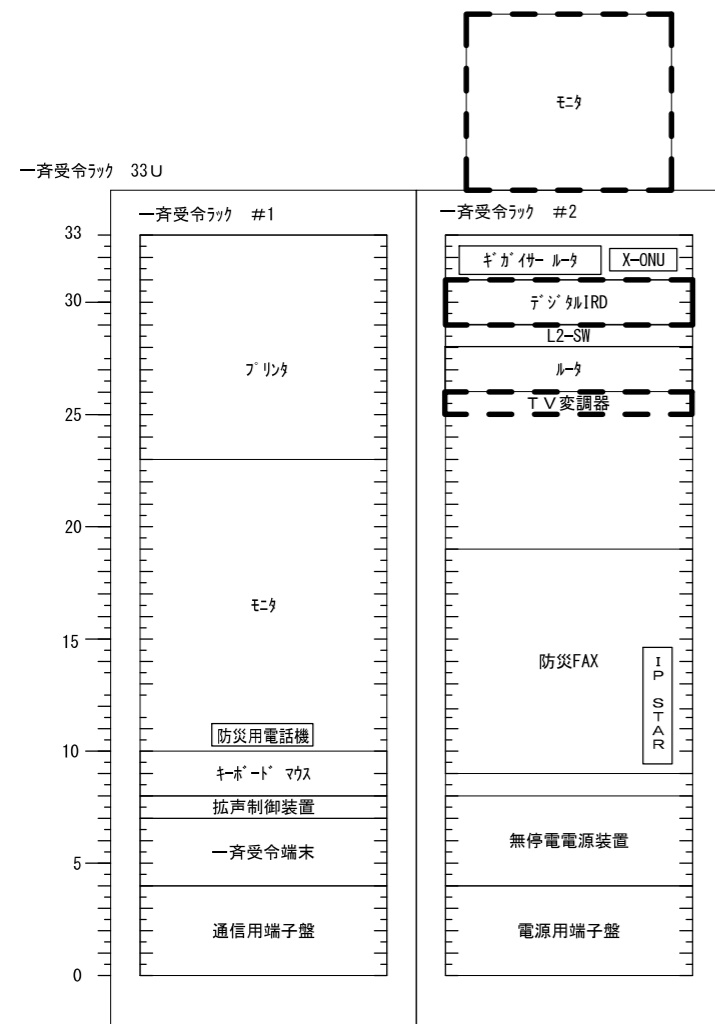 モニタ
一斉受令ラック 33U
一斉受令ラック #1
一斉受令ラック #2
33
30
25
20
15
10
5
0
プリンタ
モニタ
防災用電話機
キーボード マウス
拡声制御装置
一斉受令端末
通信用端子盤
ギガイサー ルータ
X-ONU
デジタルIRD
L2-SW
ルータ
TV変調器
防災FAX
IP STAR
無停電電源装置
電源用端子盤